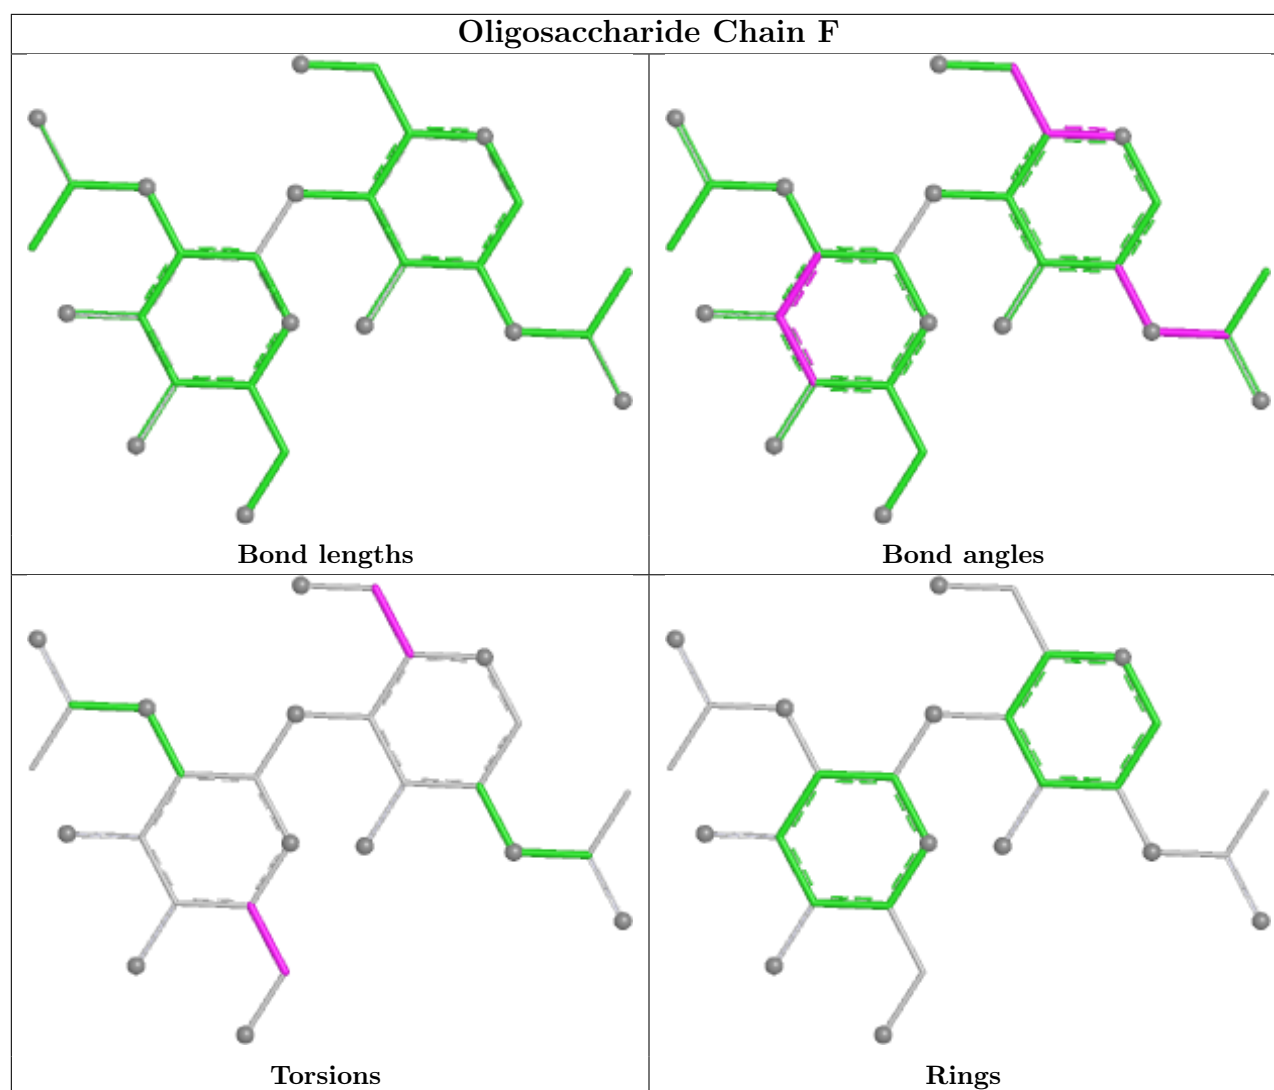 Oligosaccharide Chain F
Bond lengths
Bond angles
Torsions
Rings